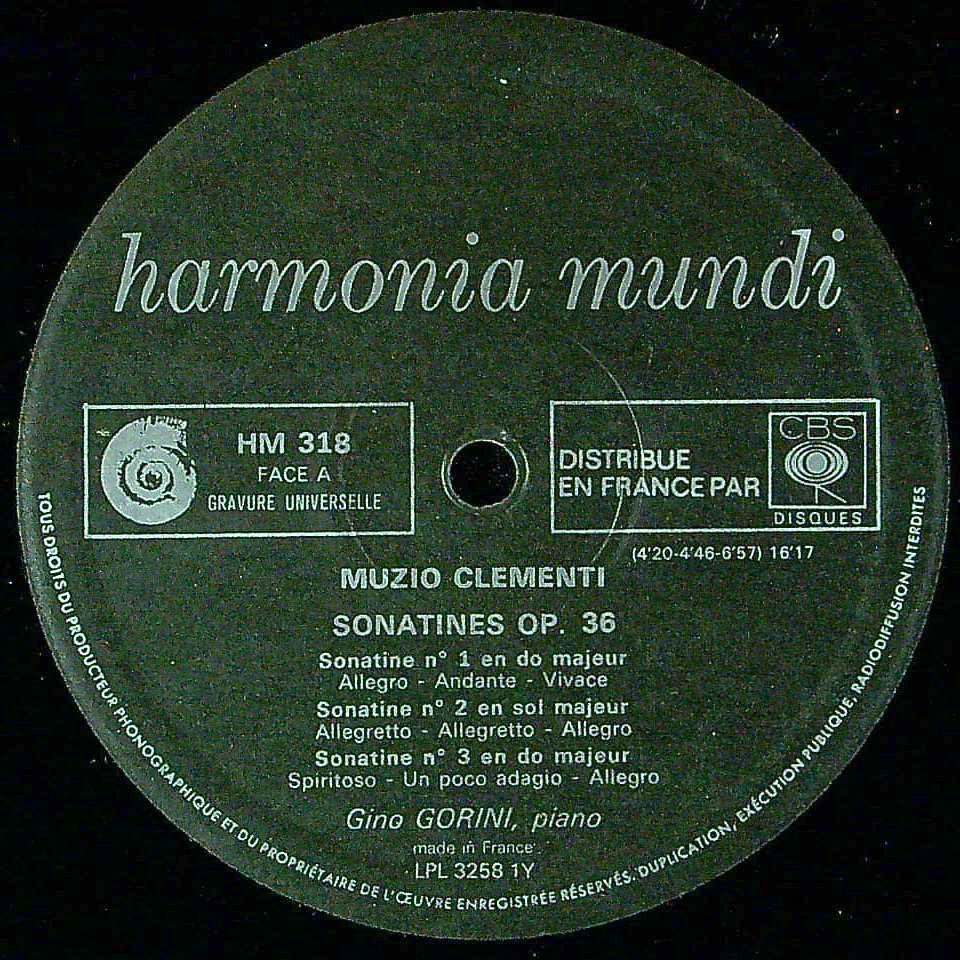 harmonia mundi
HM 318
FACE A
GRAVURE UNIVERSELLE
DISTRIBUE
EN FRANCE PAR
CBS
DISQUES
(4'20-4'46-6'57) 16'17
MUZIO CLEMENTI
SONATINES OP. 36
Sonatine n° 1 en do majeur
Allegro - Andante - Vivace
Sonatine n° 2 en sol majeur
Allegretto - Allegretto - Allegro
Sonatine n° 3 en do majeur
Spiritoso - Un poco adagio - Allegro
Gino GORINI, piano
made in France
LPL 3258 1Y
TOUS DROITS DU PRODUCTEUR PHONOGRAPHIQUE ET DU PROPRIÉTAIRE DE L'ŒUVRE ENREGISTRÉE RÉSERVÉS. DUPLICATION, EXÉCUTION PUBLIQUE, RADIODIFFUSION INTERDITES